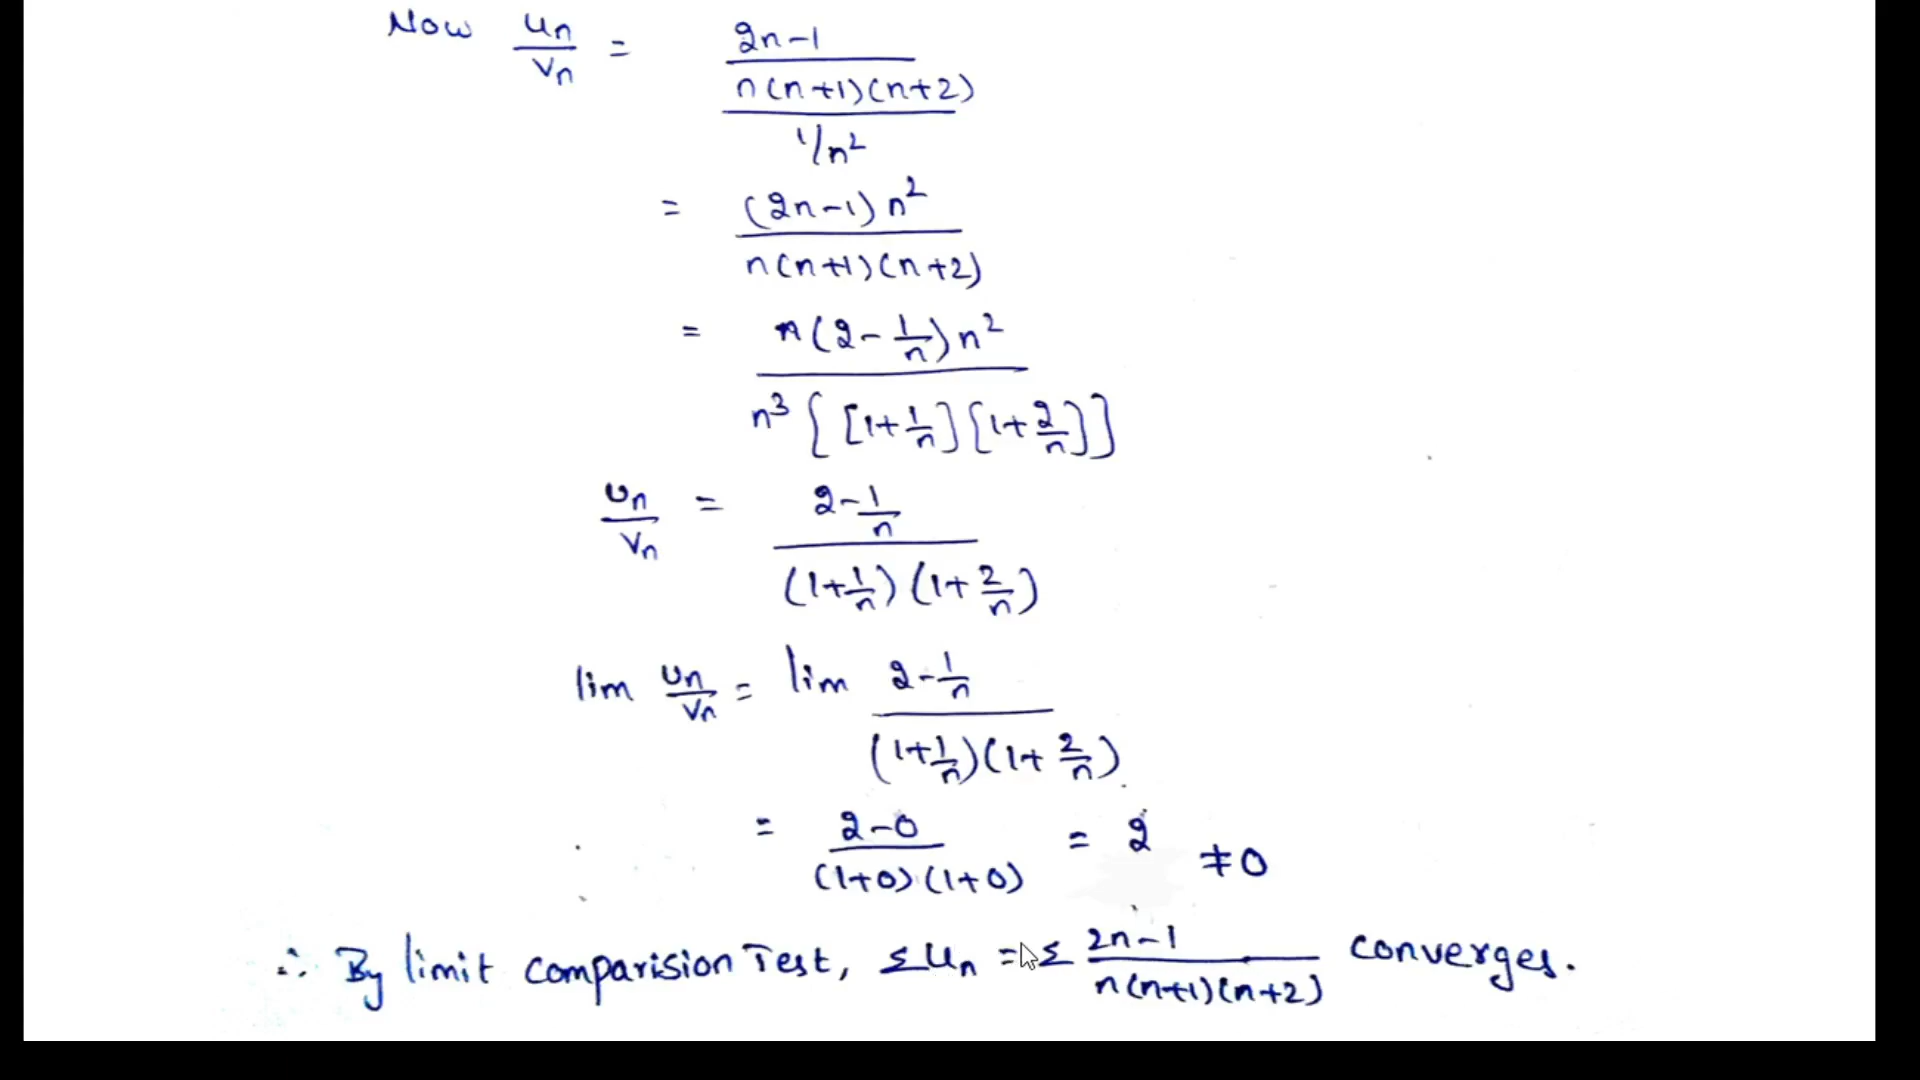 Now un/vn = (2n-1)/(n(n+1)(n+2)) / (1/n²)
= (2n-1)n² / n(n+1)(n+2)
= n(2-1/n)n² / n³{[1+1/n][1+2/n]]
un/vn = 2-1/n / (1+1/n)(1+2/n)
lim un/vn = lim 2-1/n / (1+1/n)(1+2/n)
= 2-0 / (1+0)(1+0) = 2 ≠0
∴ By limit comparision Test, Σun = Σ 2n-1 / n(n+1)(n+2) converges.